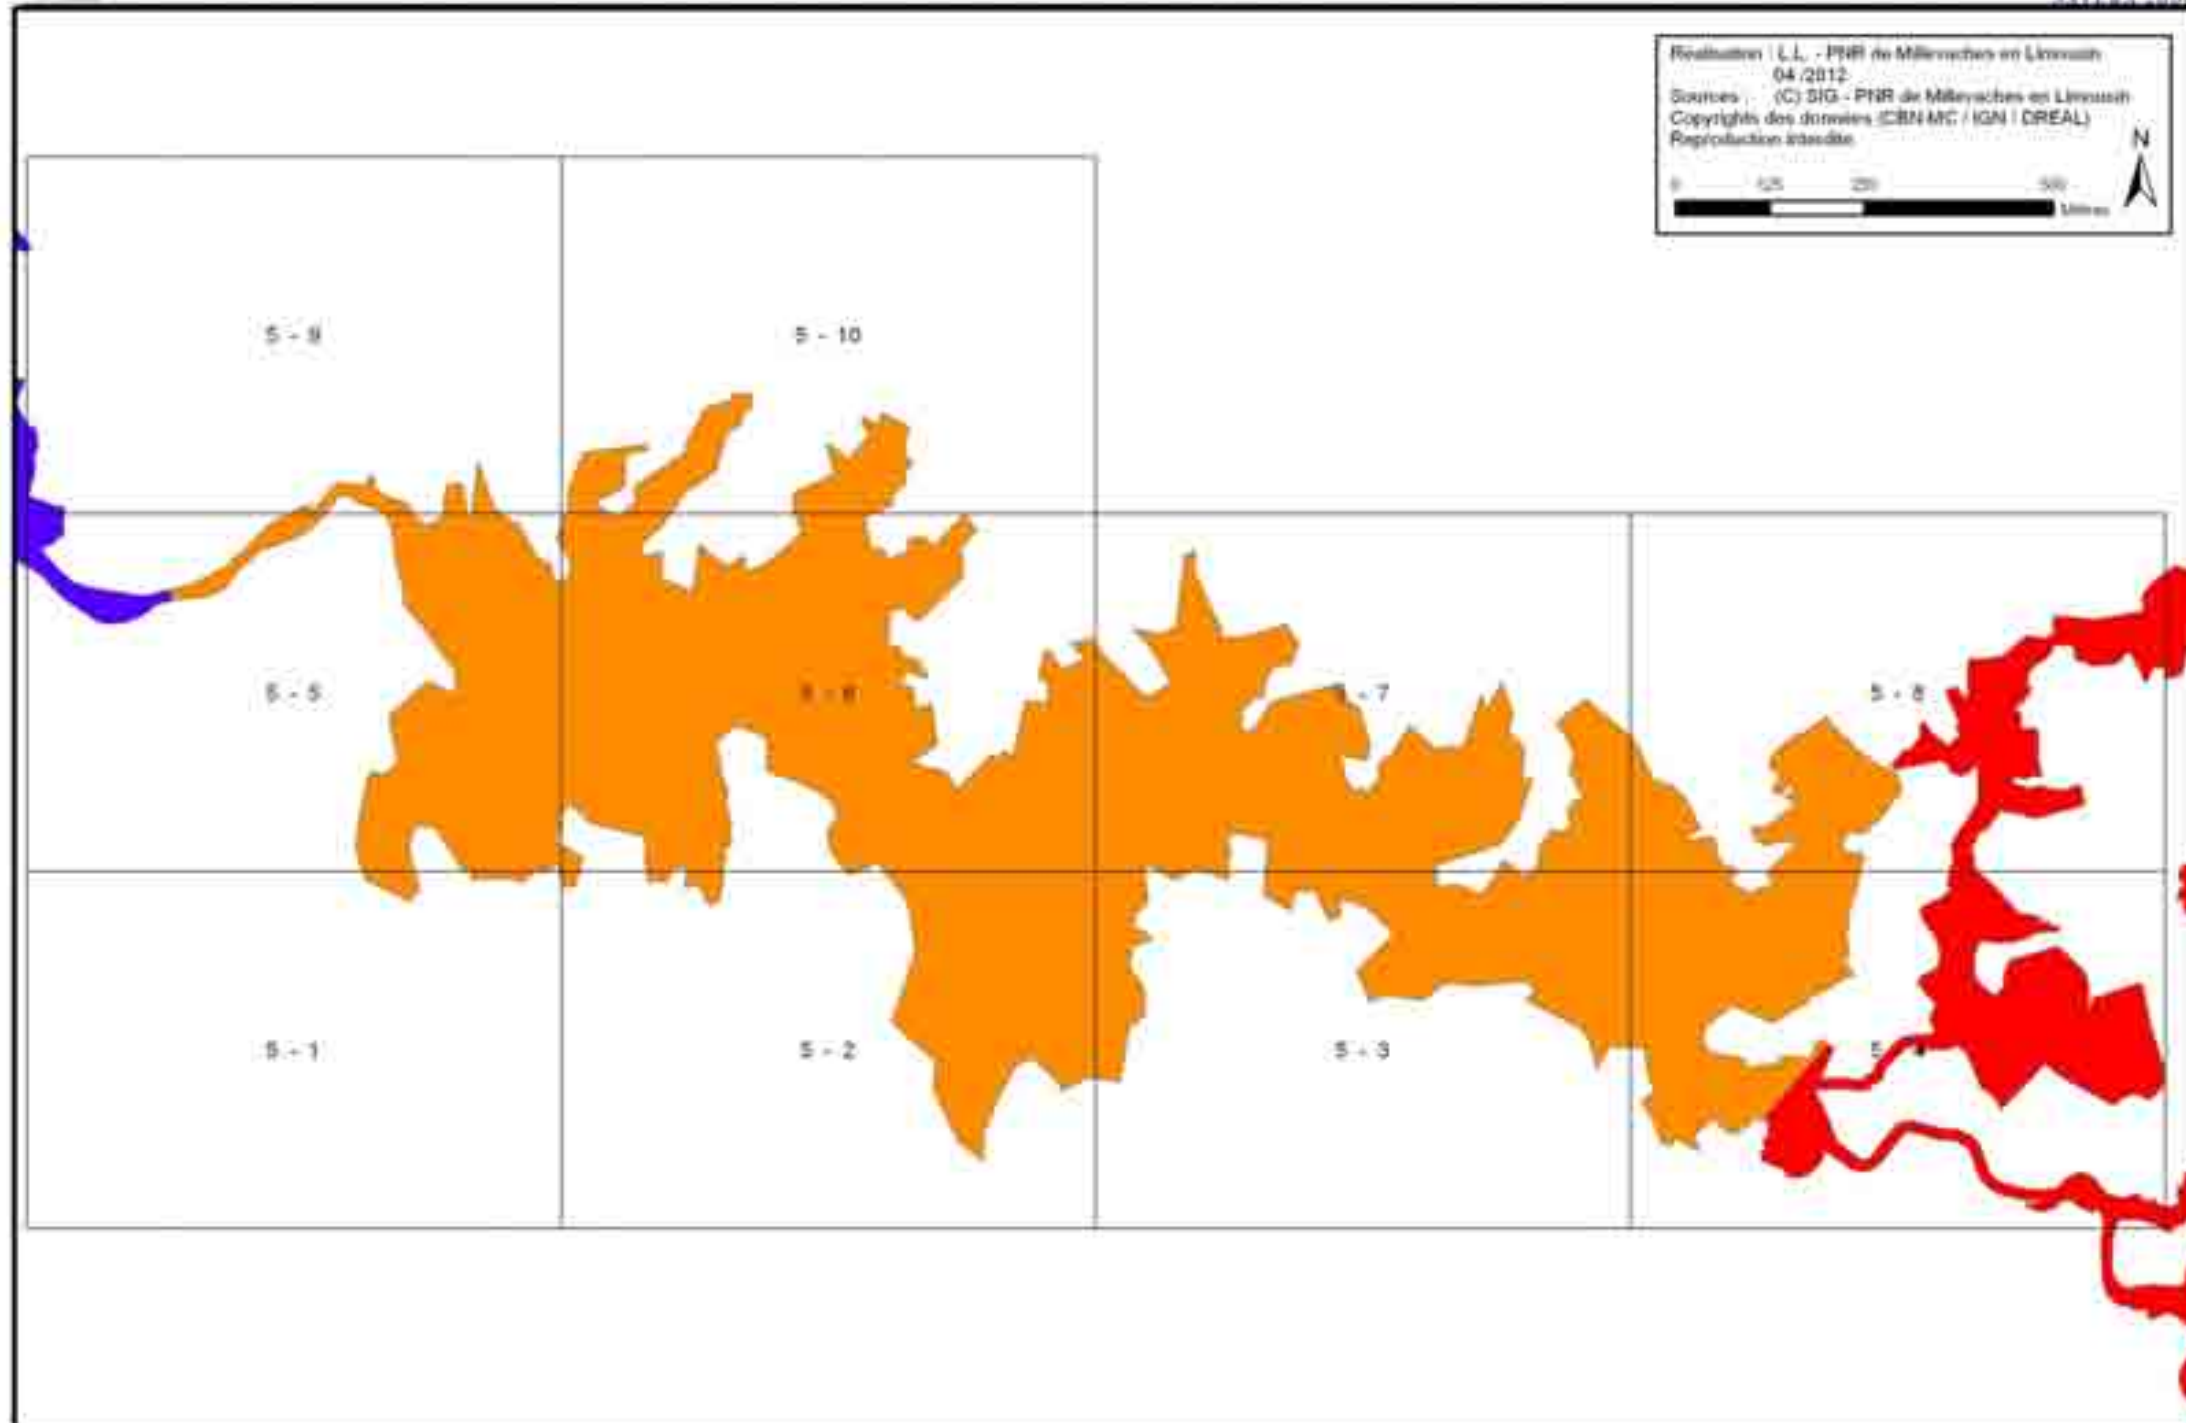 Réalisation : L.L. - PNR de Millevaches en Limousin
04 /2012
Sources : (C) SIG - PNR de Millevaches en Limousin
Copyrights des données (CBN-MC / IGN / DREAL)
Reproduction interdite
N
0 125 250 500
Mètres
5 - 9
5 - 10
5 - 5
5 - 6
5 - 7
5 - 8
5 - 1
5 - 2
5 - 3
5 - 4